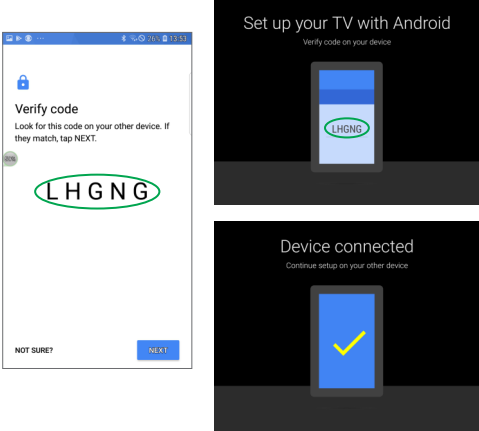 26% 13:53
Verify code
Look for this code on your other device. If
they match, tap NEXT.
LHGNG
NOT SURE?
NEXT
Set up your TV with Android
Verify code on your device
LHGNG
Device connected
Continue setup on your other device